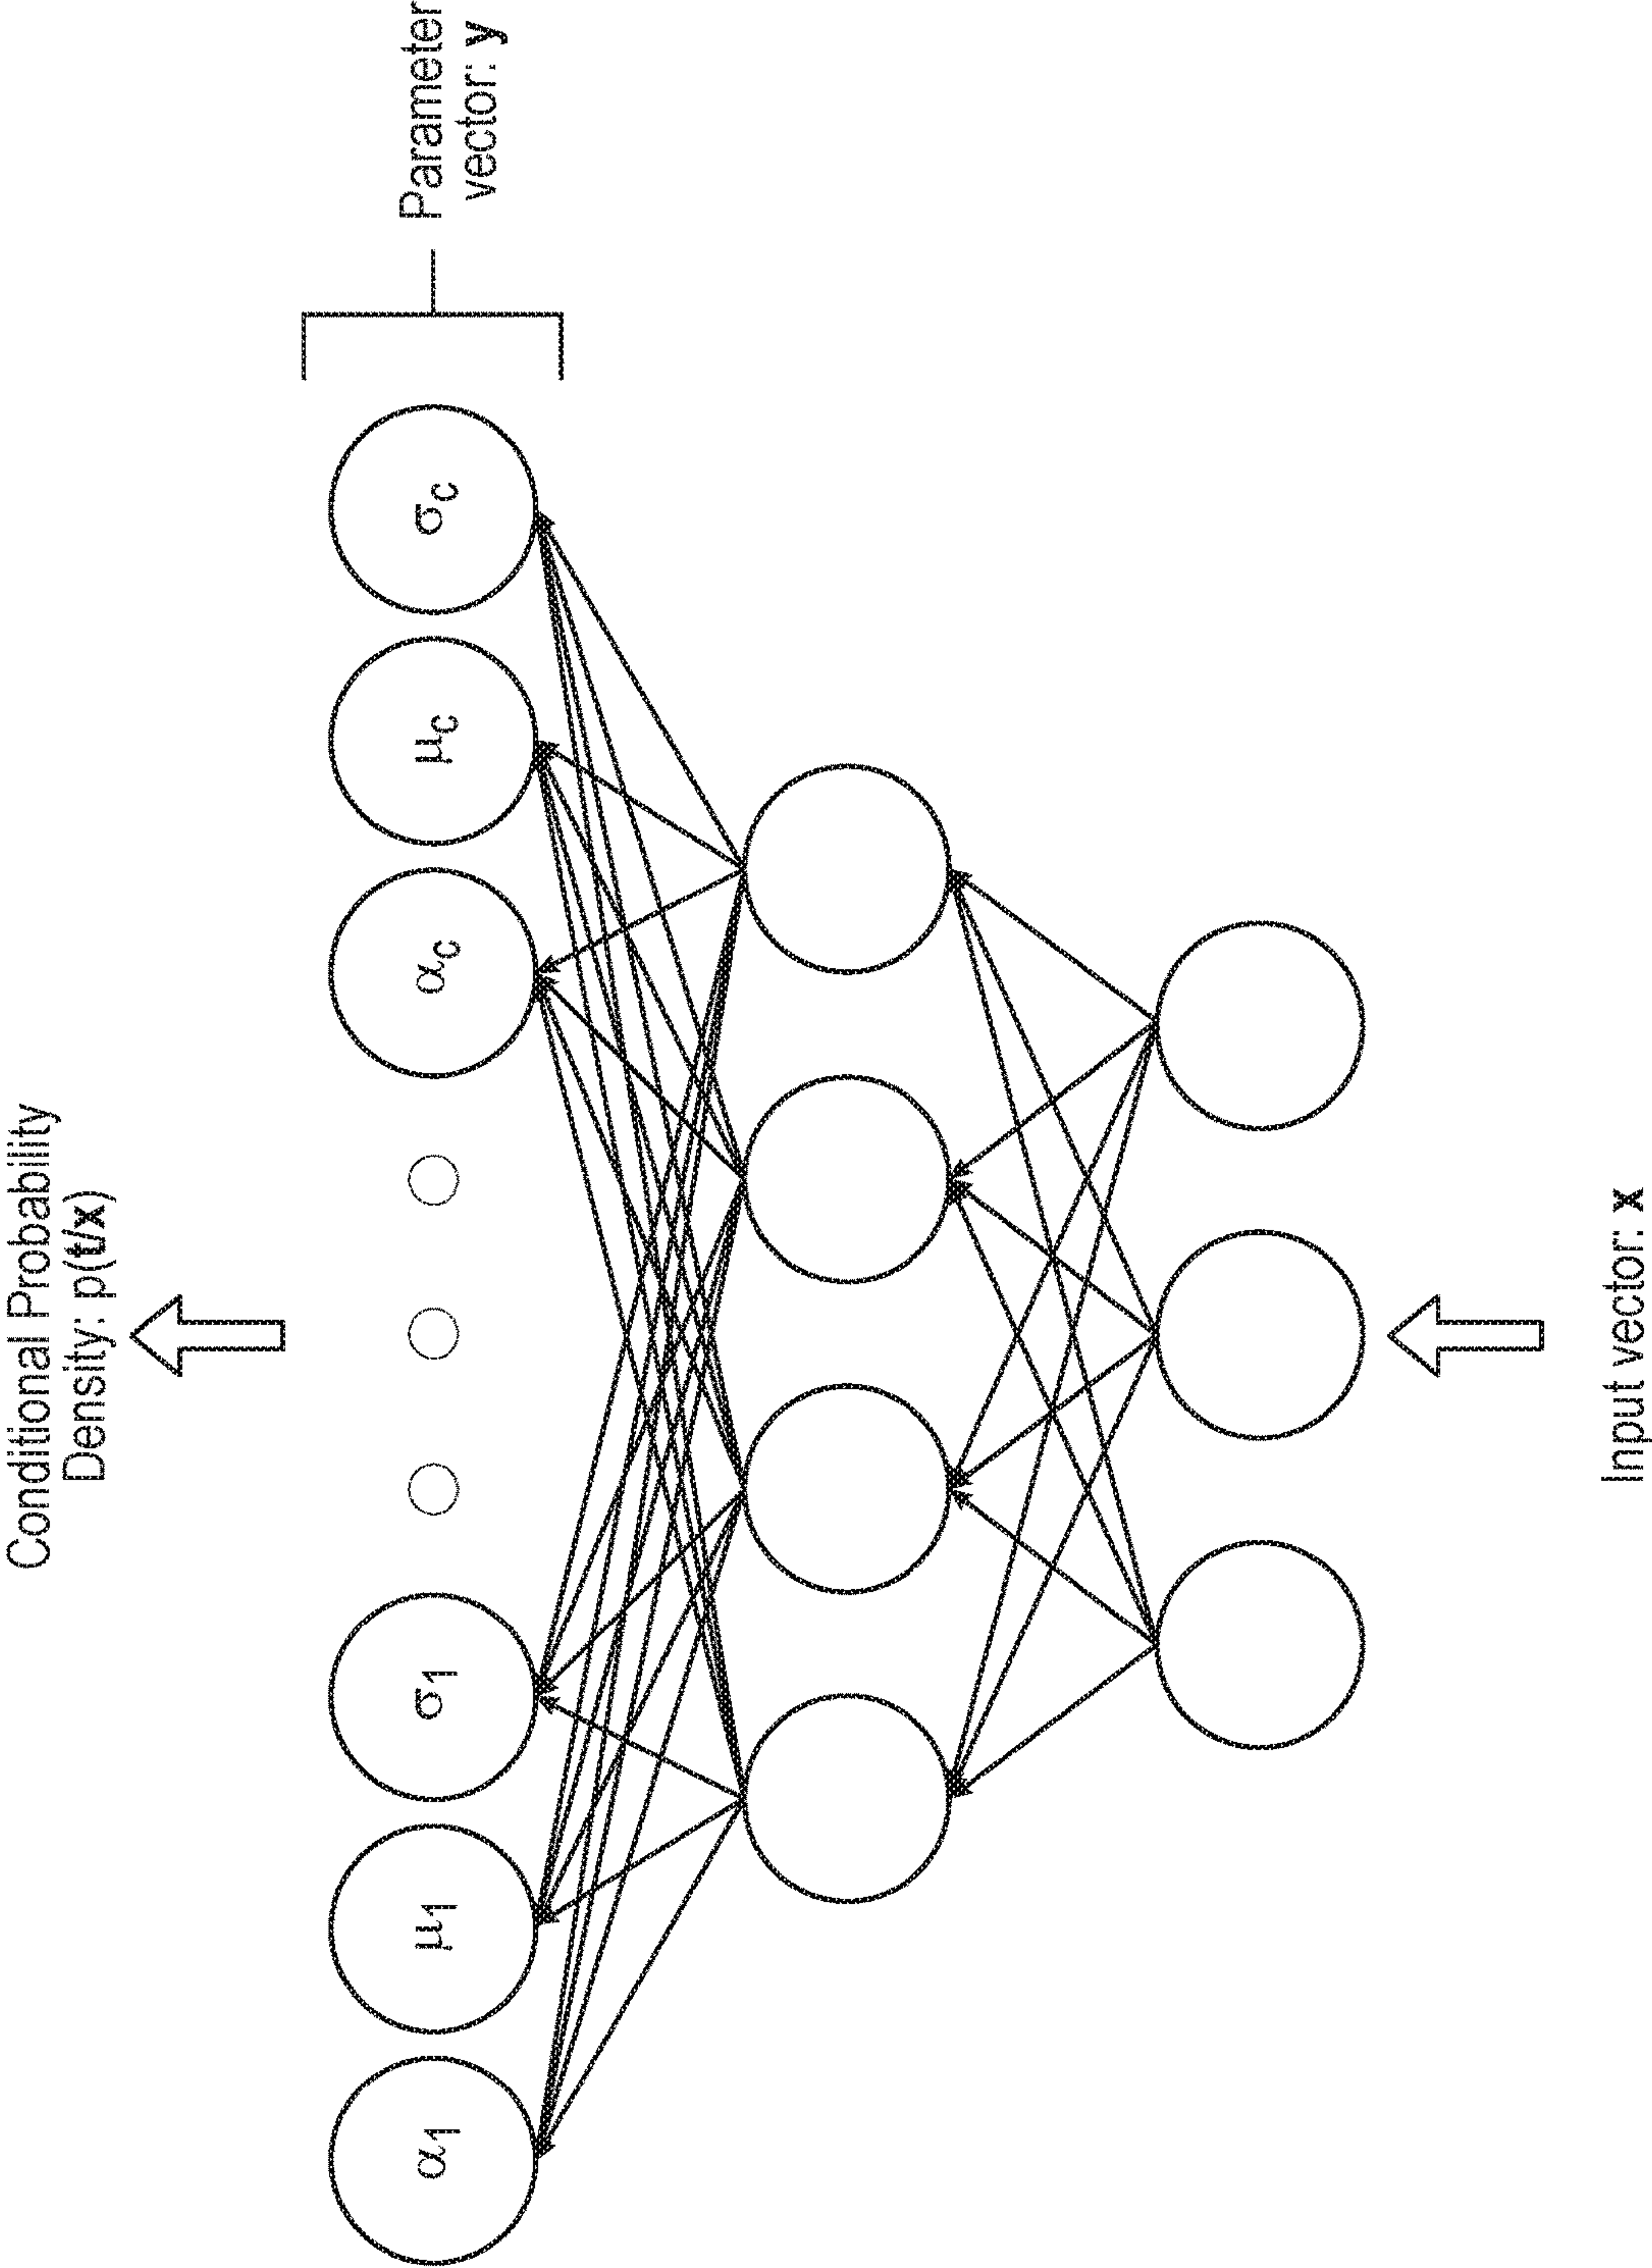 Conditional Probability
Density: p(t/x)
α1
μ1
σ1
αc
μc
σc
Parameter
vector: y
Input vector: x